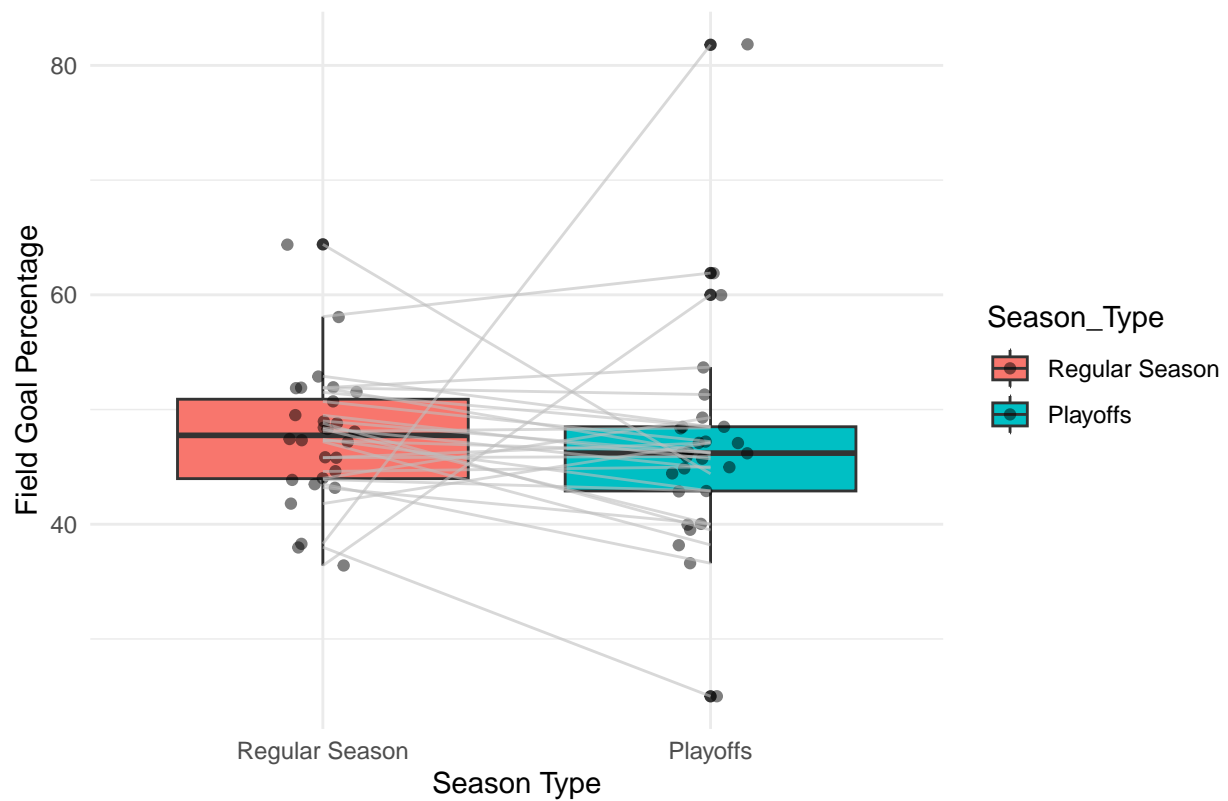 80
60
40
Field Goal Percentage
Regular Season
Playoffs
Season Type
Season_Type
Regular Season
Playoffs